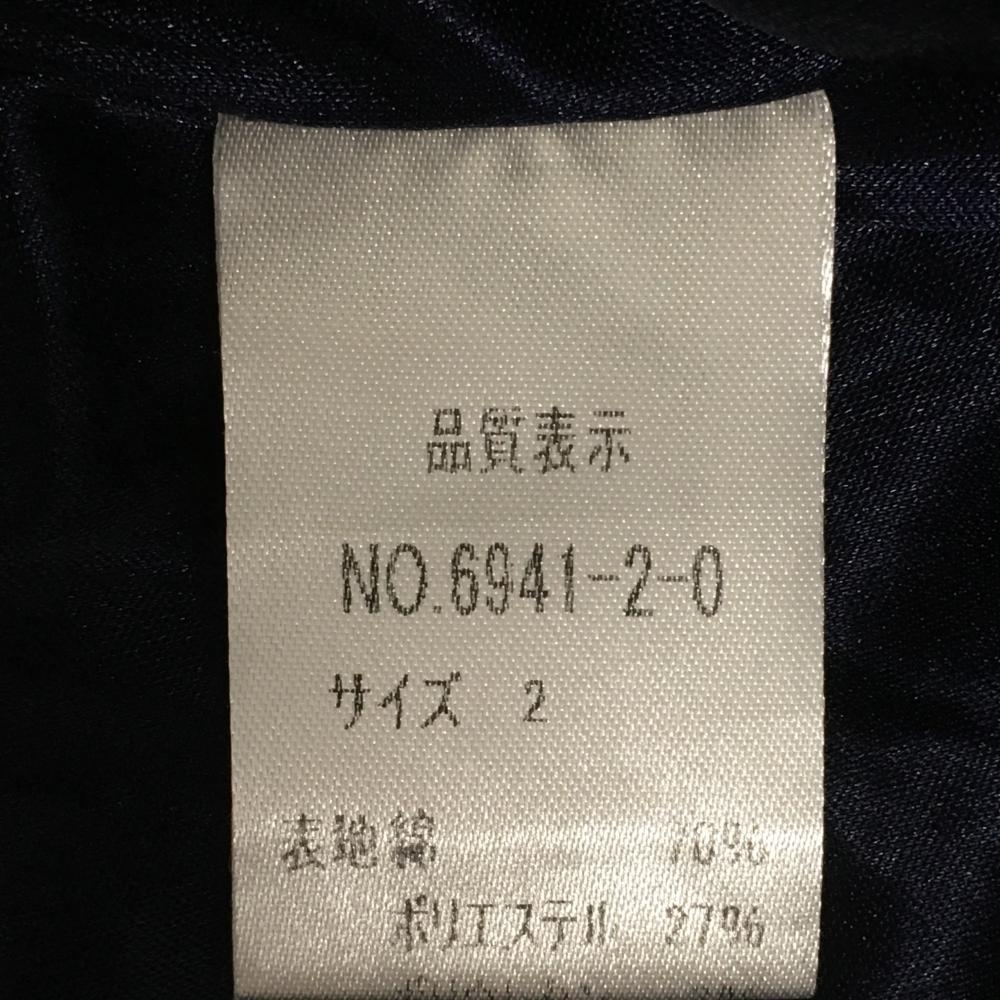 品質表示
NO.6941-2-0
サイズ 2
表地 綿 70%
ポリエステル 27%